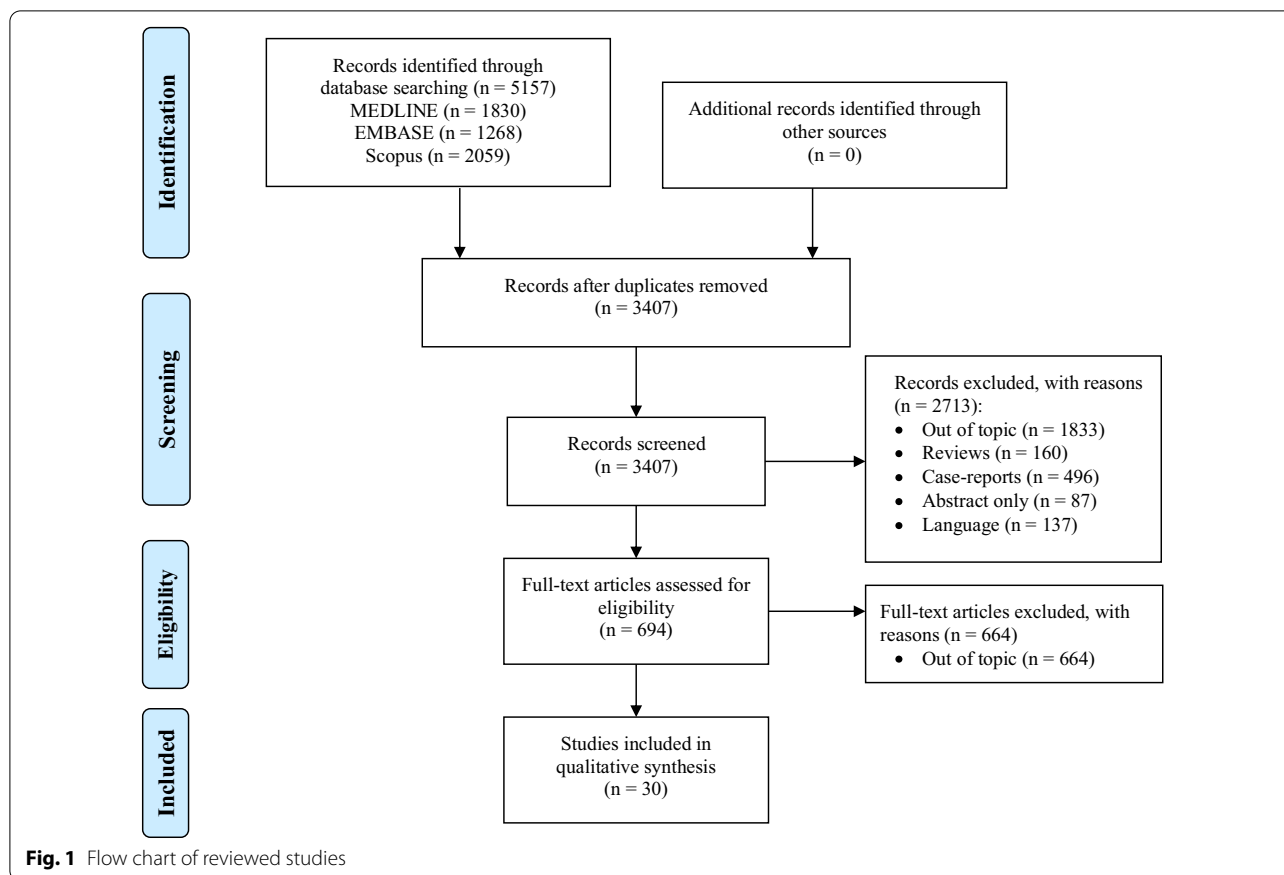 Identification
Records identified through
database searching (n = 5157)
MEDLINE (n = 1830)
EMBASE (n = 1268)
Scopus (n = 2059)
Additional records identified through
other sources
(n = 0)
Records after duplicates removed
(n = 3407)
Screening
Records screened
(n = 3407)
Records excluded, with reasons
(n = 2713):
• Out of topic (n = 1833)
• Reviews (n = 160)
• Case-reports (n = 496)
• Abstract only (n = 87)
• Language (n = 137)
Eligibility
Full-text articles assessed for
eligibility
(n = 694)
Full-text articles excluded, with
reasons (n = 664)
• Out of topic (n = 664)
Included
Studies included in
qualitative synthesis
(n = 30)
Fig. 1 Flow chart of reviewed studies